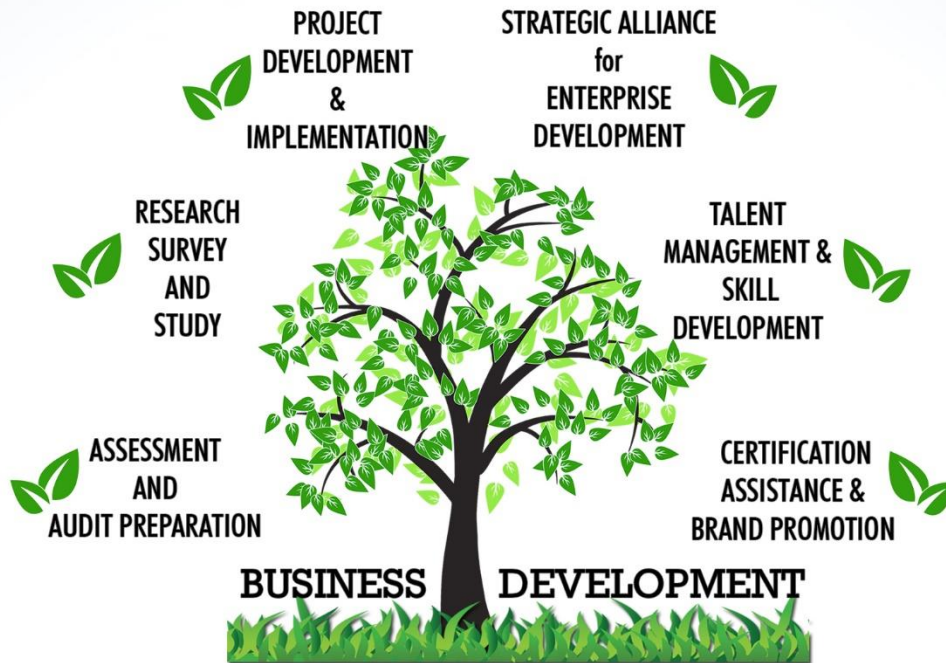 PROJECT
DEVELOPMENT
&
IMPLEMENTATION
STRATEGIC ALLIANCE
for
ENTERPRISE
DEVELOPMENT
RESEARCH
SURVEY
AND
STUDY
TALENT
MANAGEMENT &
SKILL
DEVELOPMENT
ASSESSMENT
AND
AUDIT PREPARATION
CERTIFICATION
ASSISTANCE &
BRAND PROMOTION
BUSINESS DEVELOPMENT